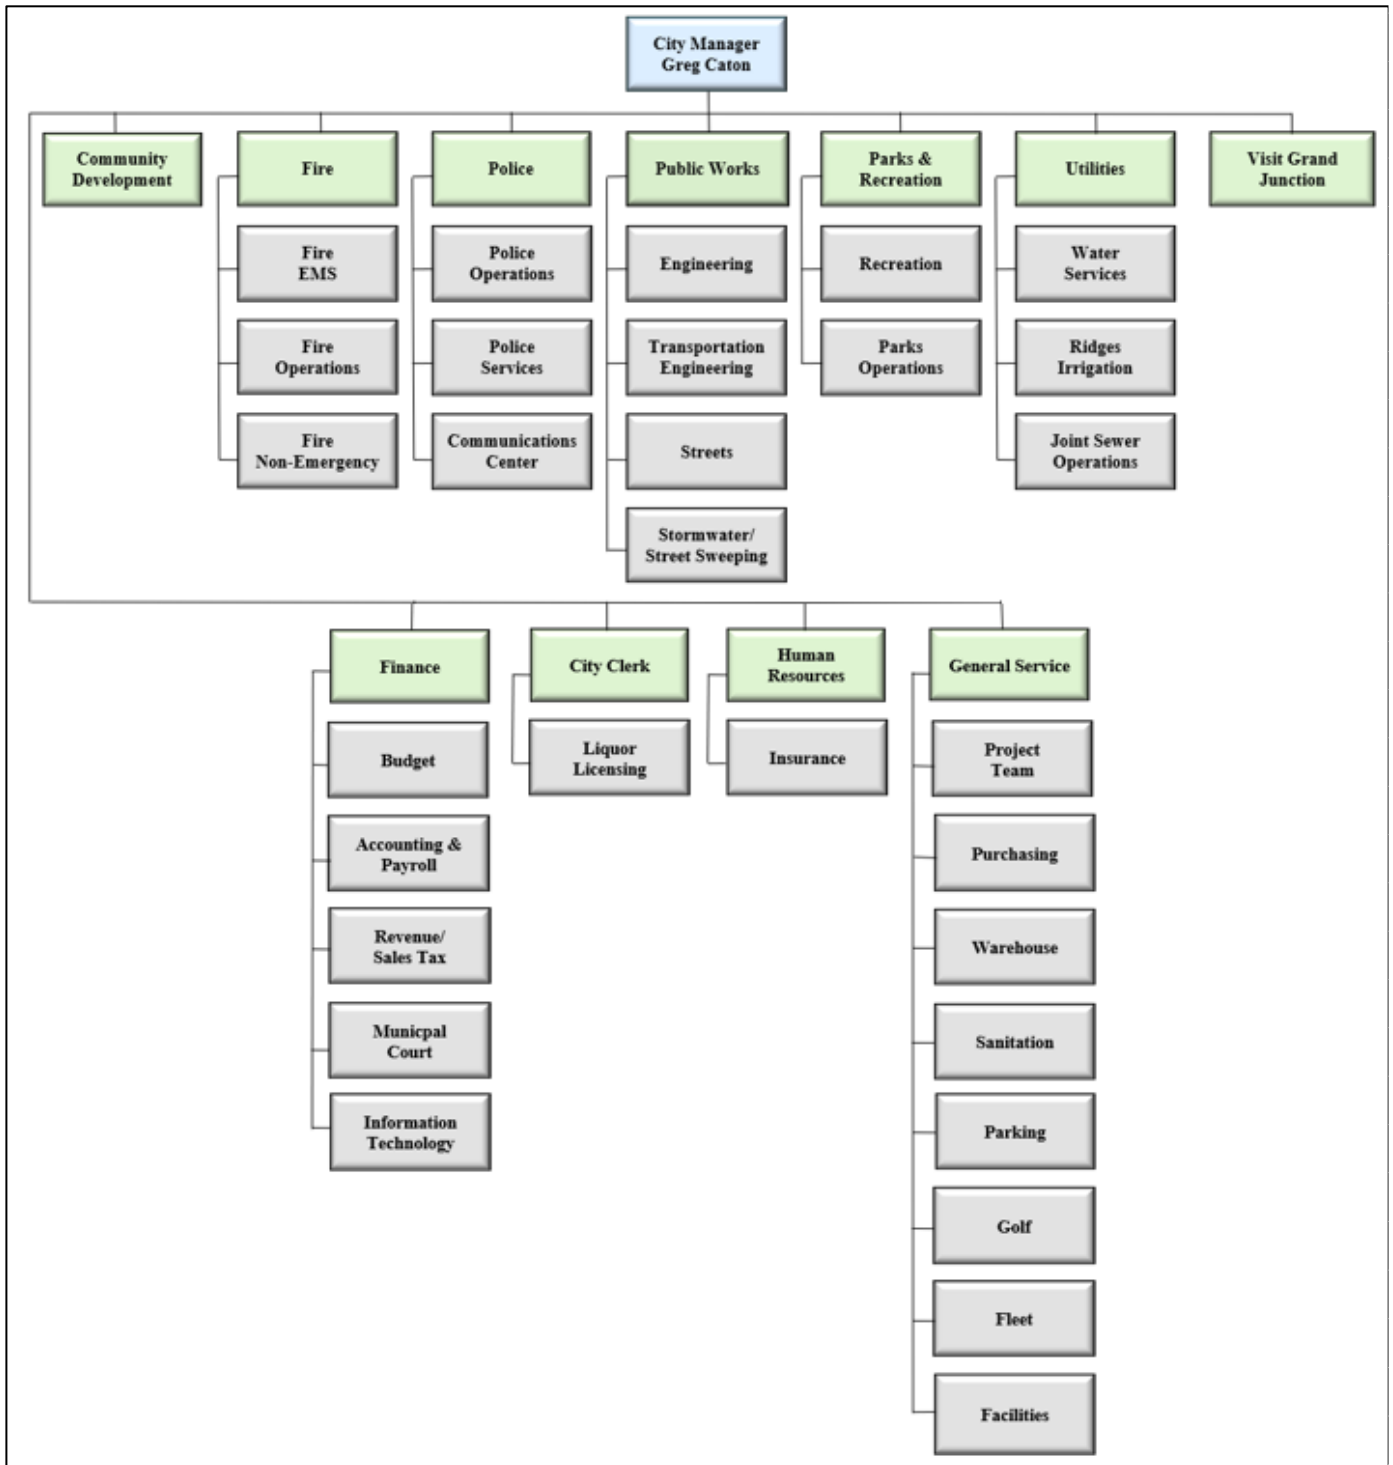 City Manager
Greg Caton
Community
Development
Fire
Police
Public Works
Parks &
Recreation
Utilities
Visit Grand
Junction
Fire
EMS
Police
Operations
Engineering
Recreation
Water
Services
Fire
Operations
Police
Services
Transportation
Engineering
Parks
Operations
Ridges
Irrigation
Fire
Non-Emergency
Communications
Center
Streets
Joint Sewer
Operations
Stormwater/
Street Sweeping
Finance
City Clerk
Human
Resources
General Service
Budget
Liquor
Licensing
Insurance
Project
Team
Accounting &
Payroll
Purchasing
Revenue/
Sales Tax
Warehouse
Municpal
Court
Sanitation
Information
Technology
Parking
Golf
Fleet
Facilities